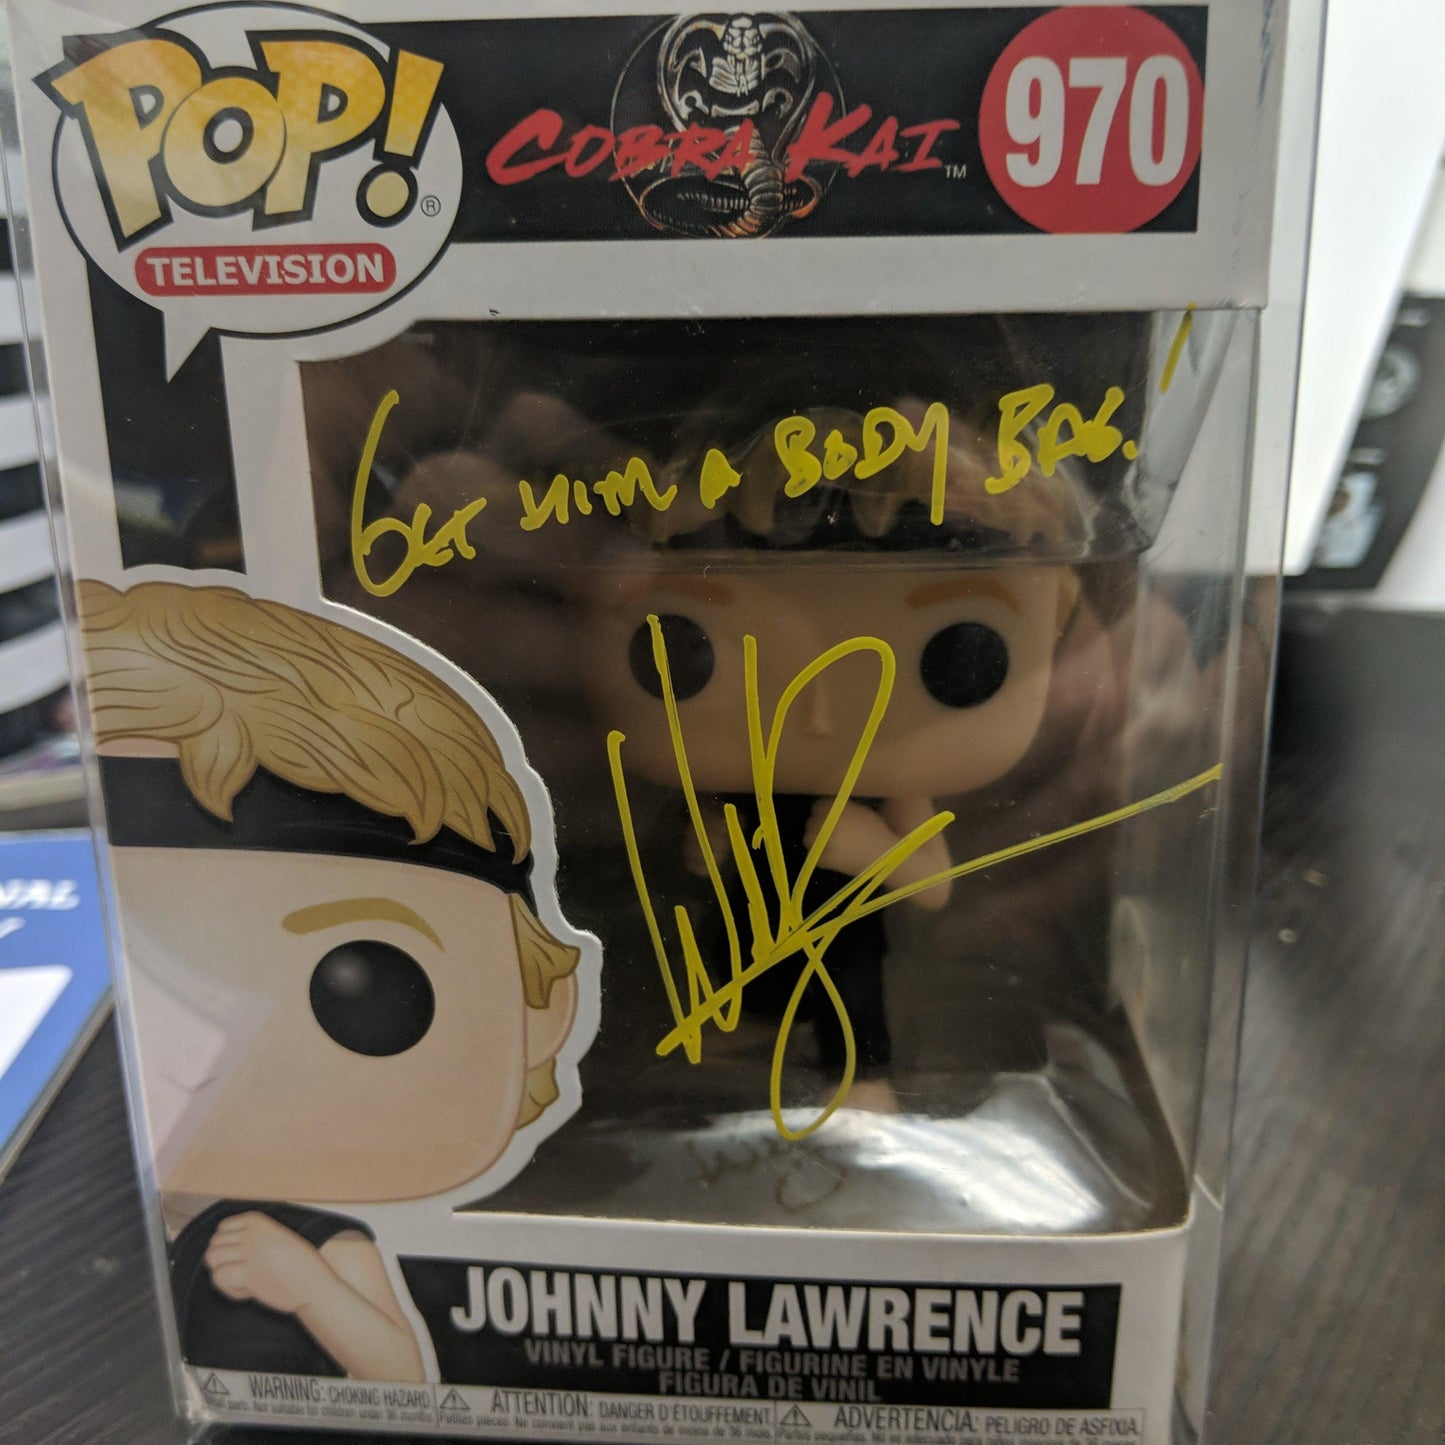 POP!®
TELEVISION
COBRA KAI™
970
GET HIM A BODY BAG!
JOHNNY LAWRENCE
VINYL FIGURE / FIGURINE EN VINYLE
FIGURA DE VINIL
WARNING: CHOKING HAZARD
ATTENTION: DANGER D'ÉTOUFFEMENT
ADVERTENCIA: PELIGRO DE ASFIXIA